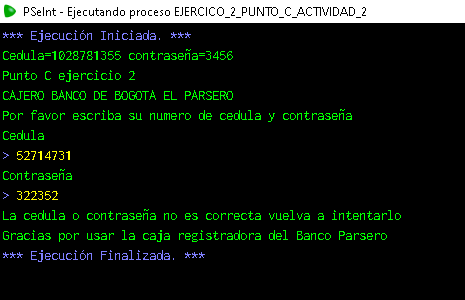 PSeInt - Ejecutando proceso EJERCICO_2_PUNTO_C_ACTIVIDAD_2
*** Ejecución Iniciada. ***
Cedula=1028781355 contraseña=3456
Punto C ejercicio 2
CAJERO BANCO DE BOGOTÁ EL PARSERO
Por favor escriba su numero de cedula y contraseña
Cedula
> 52714731
Contraseña
> 322352
La cedula o contraseña no es correcta vuelva a intentarlo
Gracias por usar la caja registradora del Banco Parsero
*** Ejecución Finalizada. ***